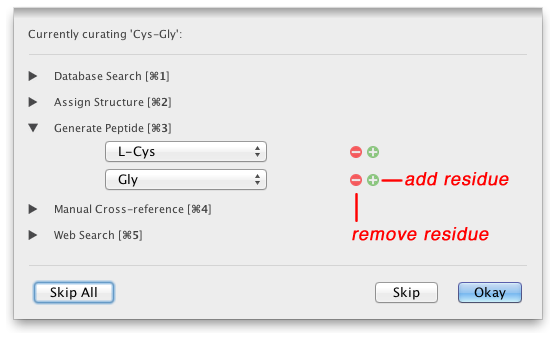 Currently curating 'Cys-Gly':
Database Search [⌘1]
Assign Structure [⌘2]
Generate Peptide [⌘3]
L-Cys
Gly
add residue
Manual Cross-reference [⌘4]
remove residue
Web Search [⌘5]
Skip All
Skip
Okay